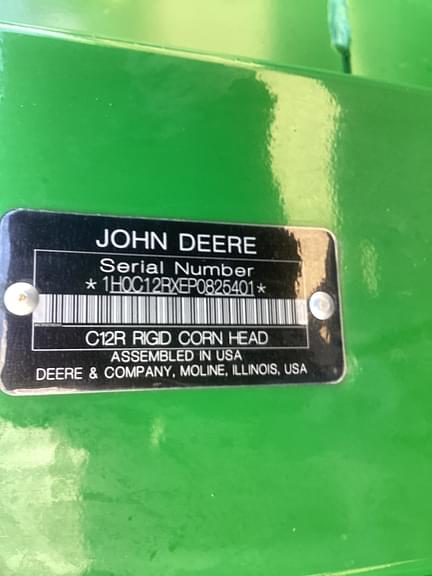 JOHN DEERE
Serial Number
*1H0C12RXEP0825401*
C12R RIGID CORN HEAD
ASSEMBLED IN USA
DEERE & COMPANY, MOLINE, ILLINOIS, USA